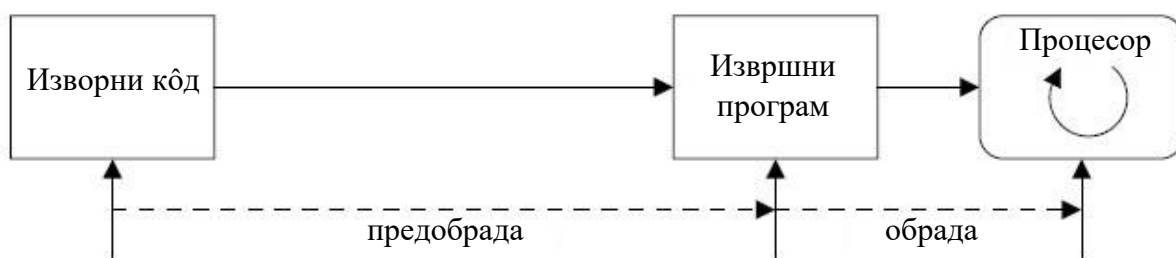 Изворни кôд
Извршни
програм
Процесор
предобрада
обрада